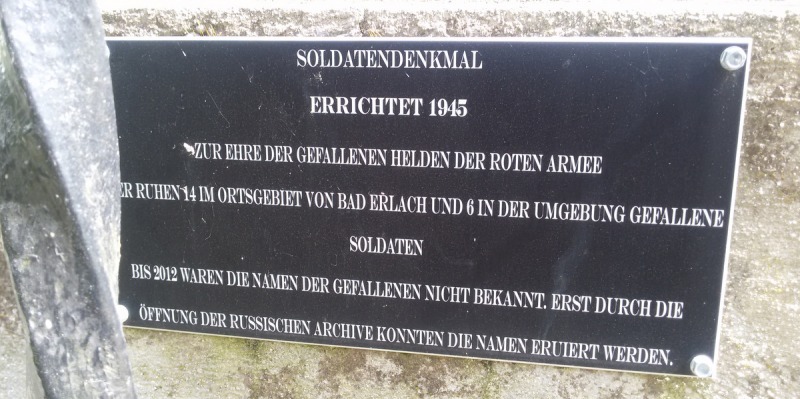 SOLDATENDENKMAL
ERRICHTET 1945
ZUR EHRE DER GEFALLENEN HELDEN DER ROTEN ARMEE
RUHEN 14 IM ORTSGEBIET VON BAD ERLACH UND 6 IN DER UMGEBUNG GEFALLENE
SOLDATEN
BIS 2012 WAREN DIE NAMEN DER GEFALLENEN NICHT BEKANNT. ERST DURCH DIE
ÖFFNUNG DER RUSSISCHEN ARCHIVE KONNTEN DIE NAMEN ERUIERT WERDEN.